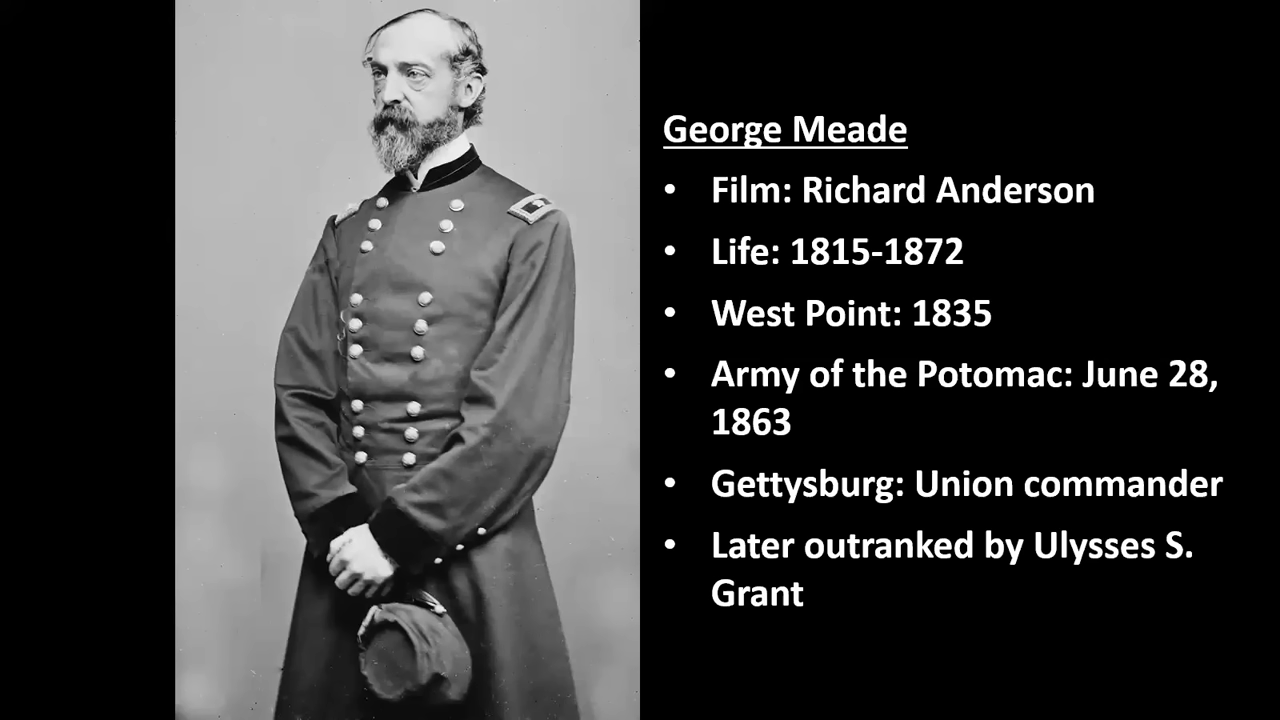 George Meade
• Film: Richard Anderson
• Life: 1815-1872
• West Point: 1835
• Army of the Potomac: June 28,
1863
• Gettysburg: Union commander
• Later outranked by Ulysses S.
Grant